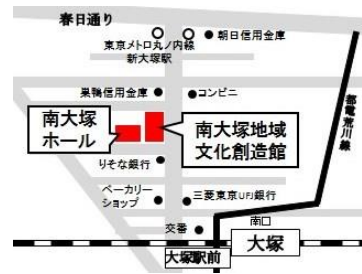 春日通り
東京メトロ丸ノ内線
新大塚駅
朝日信用金庫
巣鴨信用金庫
コンビニ
南大塚
ホール
南大塚地域
文化創造館
都電荒川線
りそな銀行
ベーカリー
ショップ
三菱東京UFJ銀行
交番
南口
大塚
大塚駅前